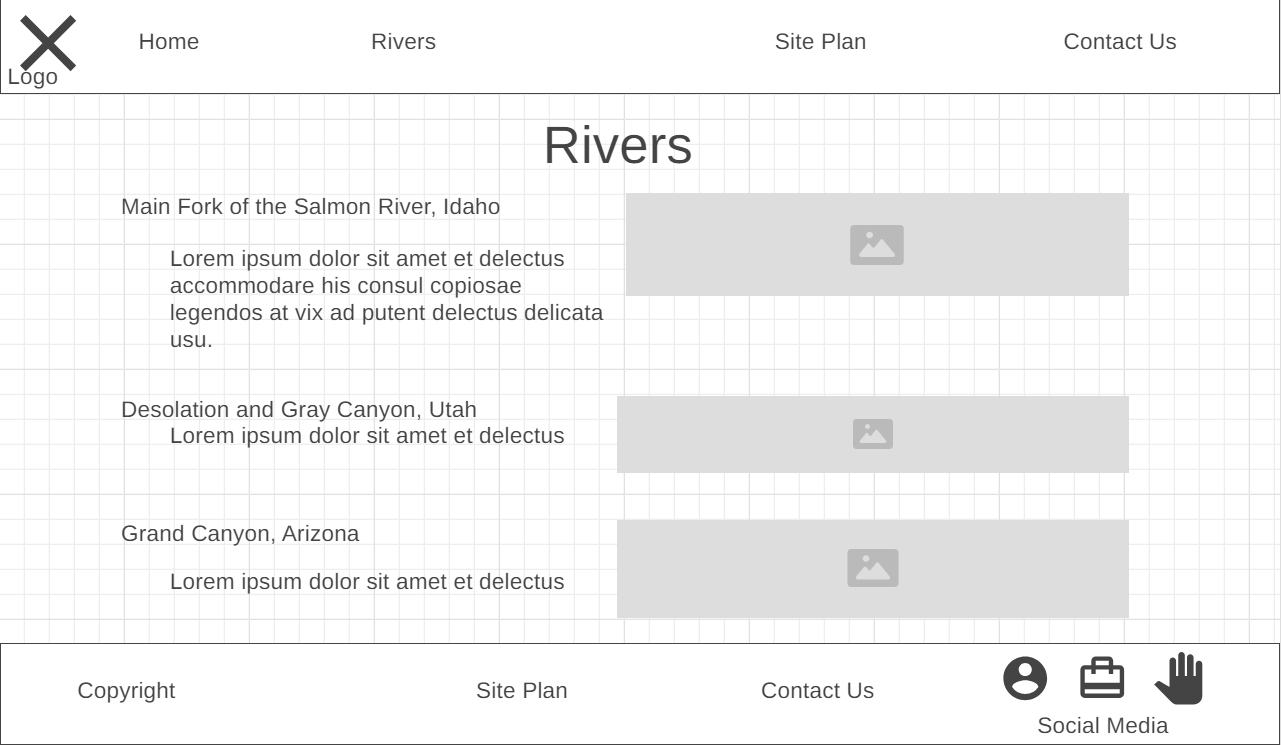 Home
Rivers
Site Plan
Contact Us
Logo
Rivers
Main Fork of the Salmon River, Idaho
Lorem ipsum dolor sit amet et delectus
accommodare his consul copiosae
legendos at vix ad putent delectus delicata
usu.
Desolation and Gray Canyon, Utah
Lorem ipsum dolor sit amet et delectus
Grand Canyon, Arizona
Lorem ipsum dolor sit amet et delectus
Copyright
Site Plan
Contact Us
Social Media